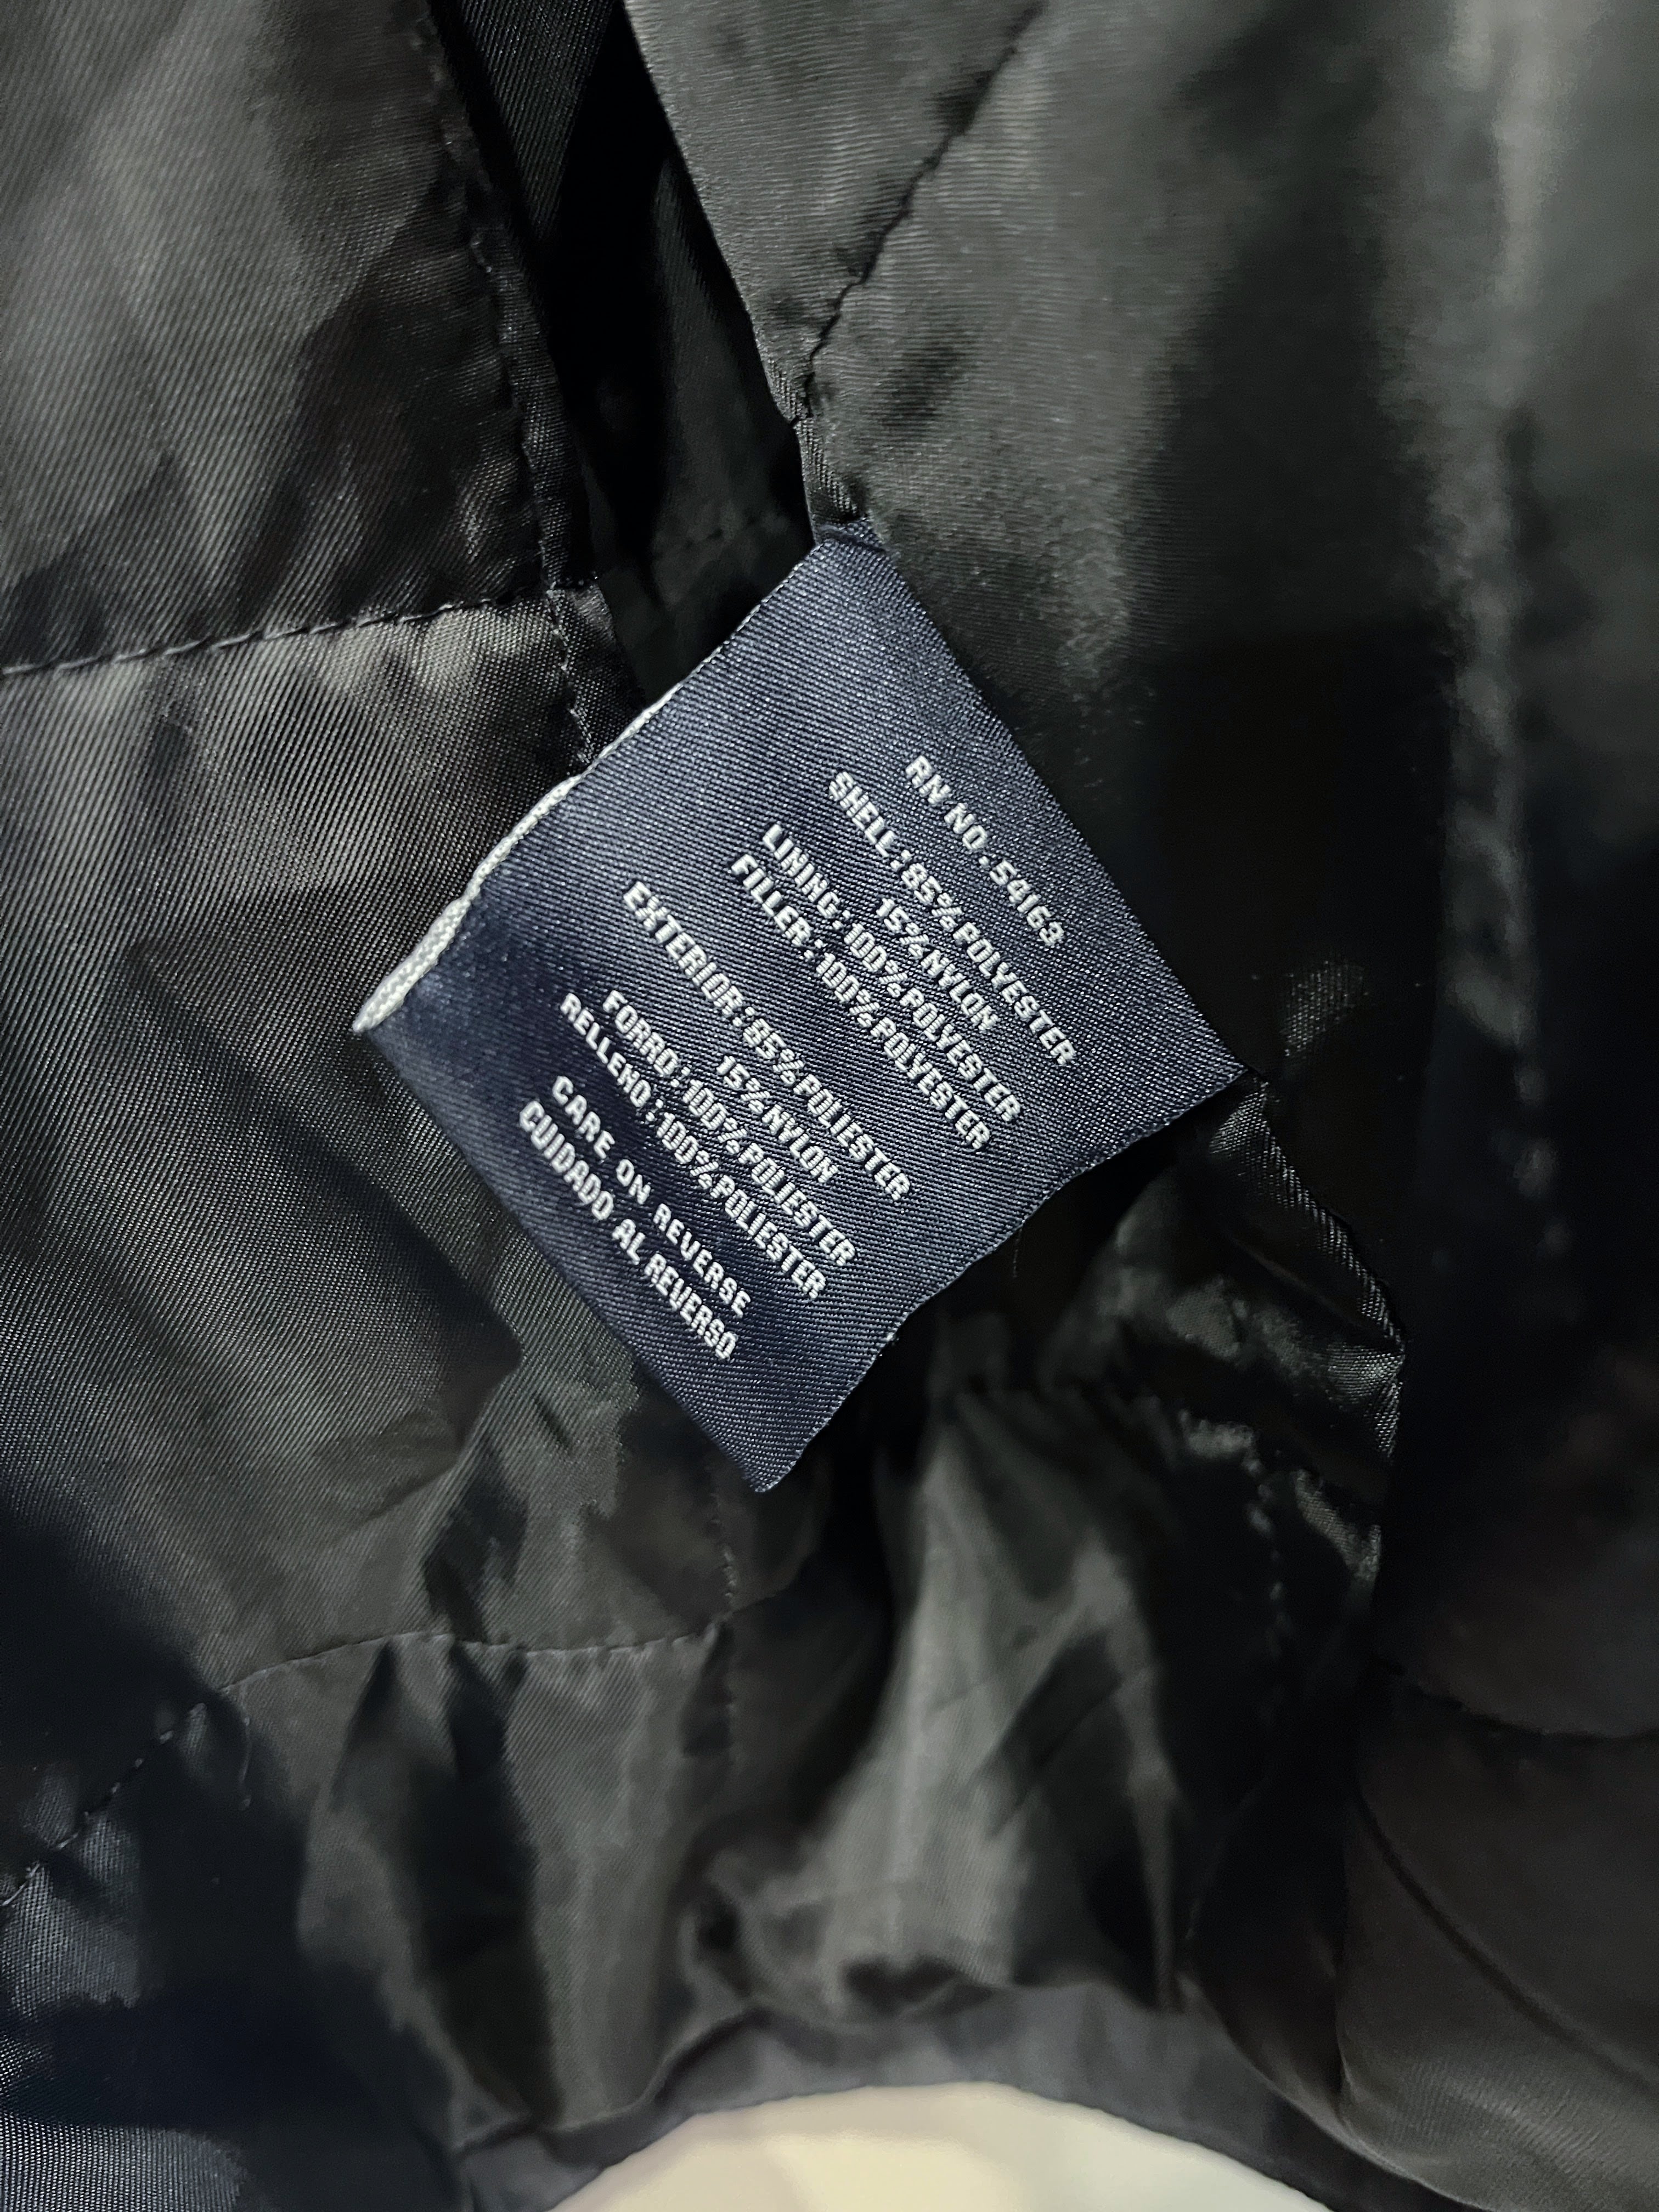 RN NO.54163
SHELL:85%POLYESTER
15%NYLON
LINING:100%POLYESTER
FILLER:100%POLYESTER
EXTERIOR:85%POLIESTER
15%NYLON
FORRO:100%POLIESTER
RELLENO:100%POLIESTER
CARE ON REVERSE
CUIDADO AL REVERSO